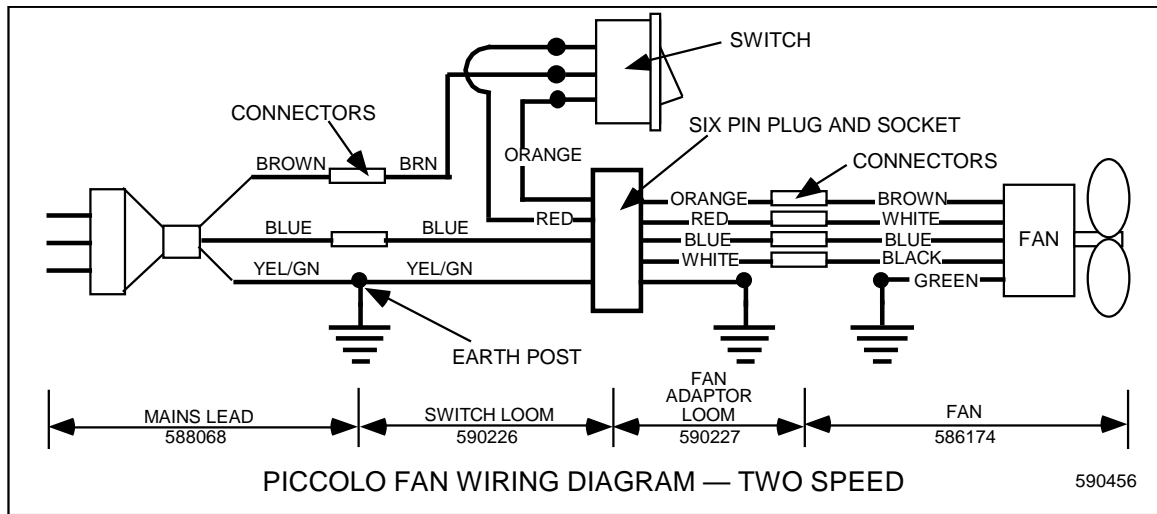 SWITCH
CONNECTORS
SIX PIN PLUG AND SOCKET
ORANGE
CONNECTORS
BROWN BRN
ORANGE BROWN
RED RED WHITE
BLUE BLUE BLUE BLUE
FAN
WHITE BLACK
YEL/GN YEL/GN
GREEN
EARTH POST
MAINS LEAD
588068
SWITCH LOOM
590226
FAN
ADAPTOR
LOOM
590227
FAN
586174
PICCOLO FAN WIRING DIAGRAM — TWO SPEED
590456